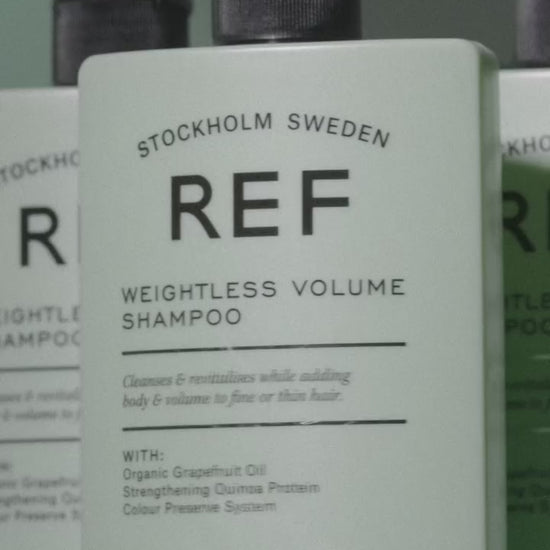 STOCKHOLM SWEDEN
REF
WEIGHTLESS VOLUME
SHAMPOO
Cleanses & revitalizes while adding
body & volume to fine or thin hair.
WITH:
Organic Grapefruit Oil
Strengthening Quinoa Protein
Colour Preserve System